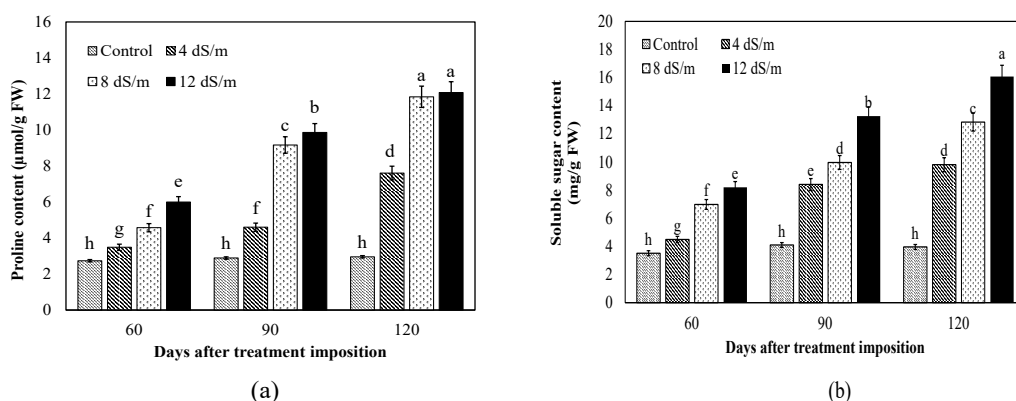 16
14
12
10
8
6
4
2
0
Proline content (µmol/g FW)
Control 4 dS/m
8 dS/m 12 dS/m
h g f e
h f c b
h d a a
60 90 120
Days after treatment imposition
(a)
20
18
16
14
12
10
8
6
4
2
0
Soluble sugar content
(mg/g FW)
Control 4 dS/m
8 dS/m 12 dS/m
h g f e
h e d b
h d c a
60 90 120
Days after treatment imposition
(b)